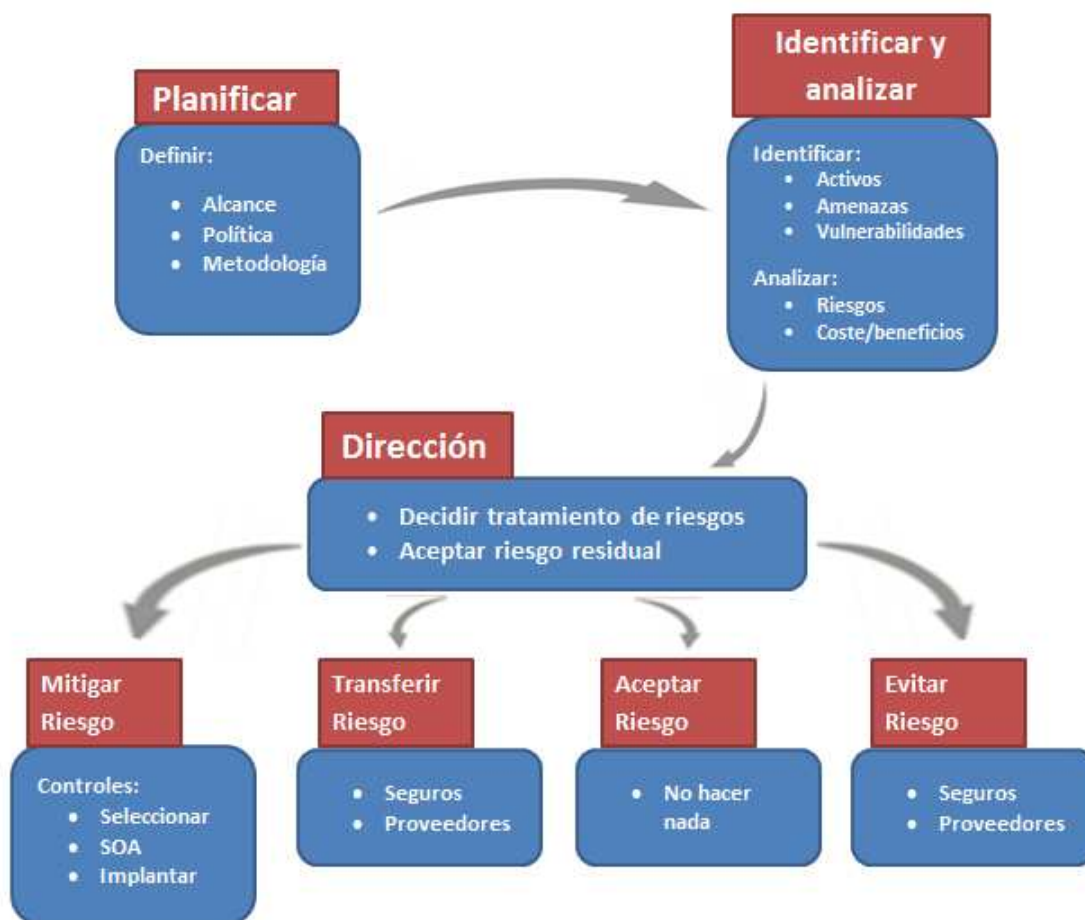 Planificar
Definir:
• Alcance
• Política
• Metodología
Identificar y
analizar
Identificar:
• Activos
• Amenazas
• Vulnerabilidades
Analizar:
• Riesgos
• Coste/beneficios
Dirección
• Decidir tratamiento de riesgos
• Aceptar riesgo residual
Mitigar
Riesgo
Controles:
• Seleccionar
• SOA
• Implantar
Transferir
Riesgo
• Seguros
• Proveedores
Aceptar
Riesgo
• No hacer
nada
Evitar
Riesgo
• Seguros
• Proveedores